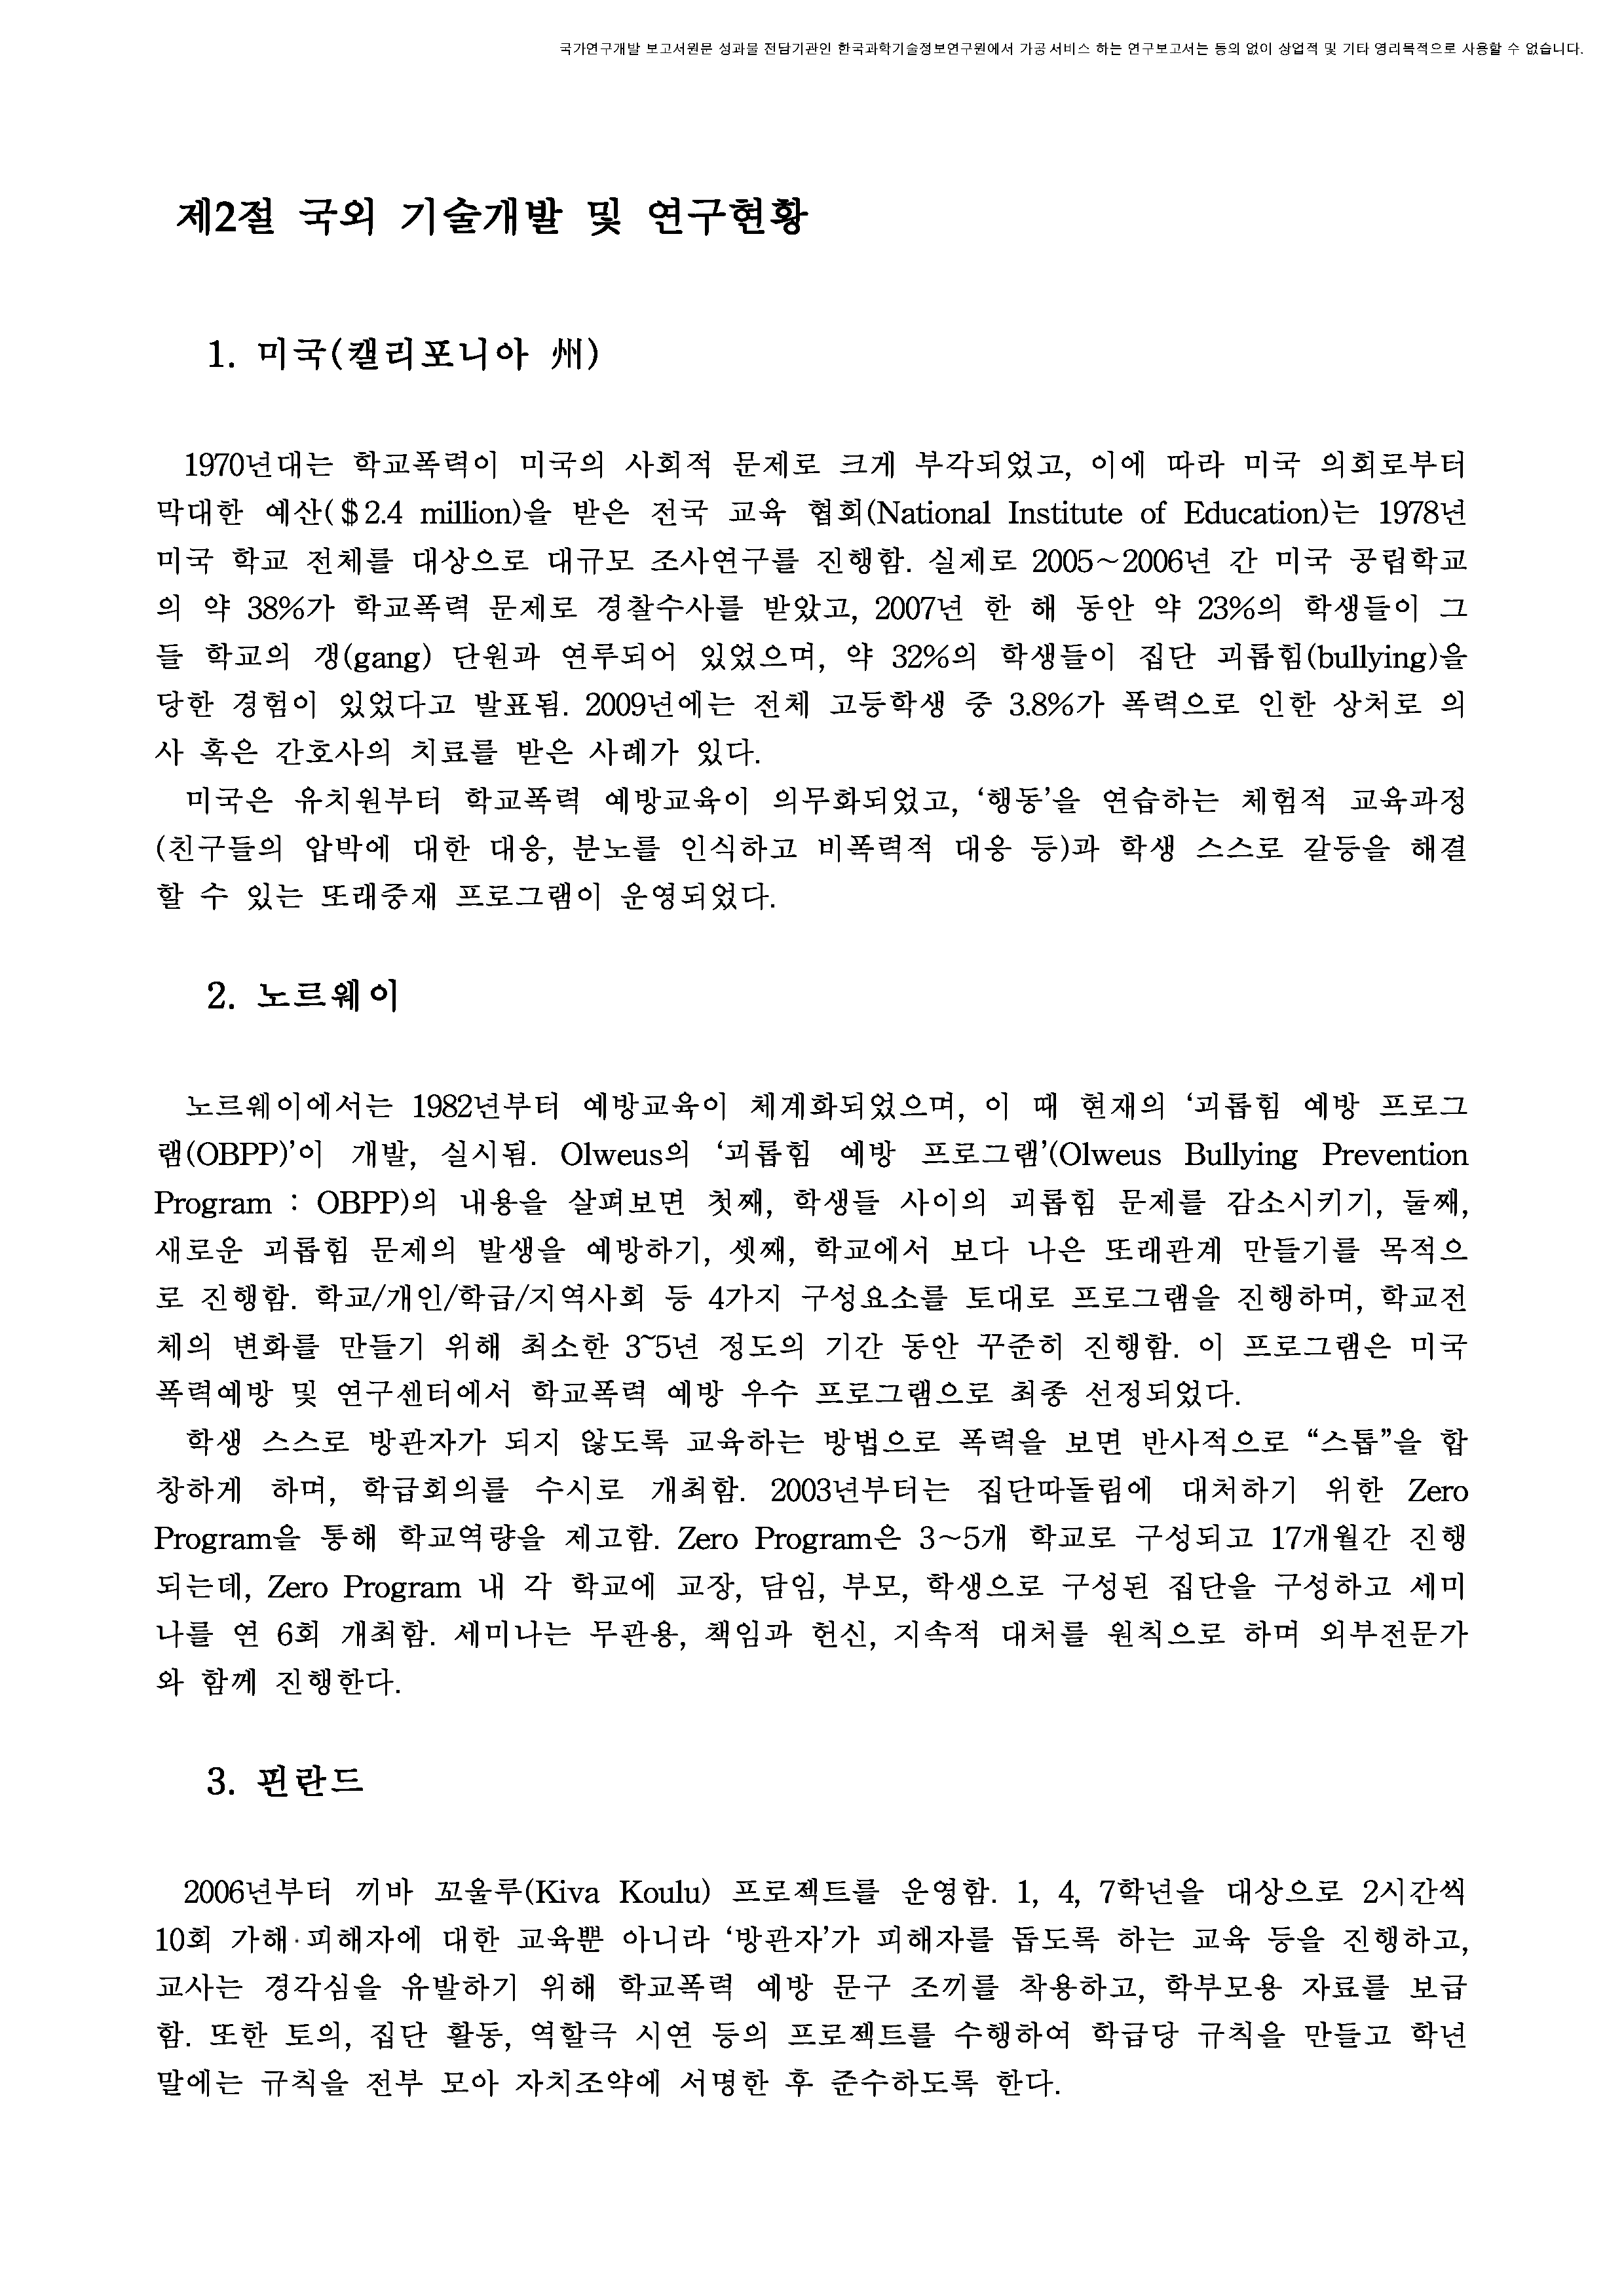 국가연구개발 보고서원문 성과물 전담기관인 한국과학기술정보연구원에서 가공·서비스 하는 연구보고서는 동의 없이 상업적 및 기타 영리목적으로 사용할 수 없습니다.
제2절 국외 기술개발 및 연구현황
1. 미국(캘리포니아 州)
1970년대는 학교폭력이 미국의 사회적 문제로 크게 부각되었고, 이에 따라 미국 의회로부터
막대한 예산($2.4 million)을 받은 전국 교육 협회(National Institute of Education)는 1978년
미국 학교 전체를 대상으로 대규모 조사연구를 진행함. 실제로 2005~2006년 간 미국 공립학교
의 약 38%가 학교폭력 문제로 경찰수사를 받았고, 2007년 한 해 동안 약 23%의 학생들이 그
들 학교의 갱(gang) 단원과 연루되어 있었으며, 약 32%의 학생들이 집단 괴롭힘(bullying)을
당한 경험이 있었다고 발표됨. 2009년에는 전체 고등학생 중 3.8%가 폭력으로 인한 상처로 의
사 혹은 간호사의 치료를 받은 사례가 있다.
미국은 유치원부터 학교폭력 예방교육이 의무화되었고, ‘행동’을 연습하는 체험적 교육과정
(친구들의 압박에 대한 대응, 분노를 인식하고 비폭력적 대응 등)과 학생 스스로 갈등을 해결
할 수 있는 또래중재 프로그램이 운영되었다.
2. 노르웨이
노르웨이에서는 1982년부터 예방교육이 체계화되었으며, 이 때 현재의 ‘괴롭힘 예방 프로그
램(OBPP)’이 개발, 실시됨. Olweus의 ‘괴롭힘 예방 프로그램’(Olweus Bullying Prevention
Program : OBPP)의 내용을 살펴보면 첫째, 학생들 사이의 괴롭힘 문제를 감소시키기, 둘째,
새로운 괴롭힘 문제의 발생을 예방하기, 셋째, 학교에서 보다 나은 또래관계 만들기를 목적으
로 진행함. 학교/개인/학급/지역사회 등 4가지 구성요소를 토대로 프로그램을 진행하며, 학교전
체의 변화를 만들기 위해 최소한 3~5년 정도의 기간 동안 꾸준히 진행함. 이 프로그램은 미국
폭력예방 및 연구센터에서 학교폭력 예방 우수 프로그램으로 최종 선정되었다.
학생 스스로 방관자가 되지 않도록 교육하는 방법으로 폭력을 보면 반사적으로 “스톱”을 합
창하게 하며, 학급회의를 수시로 개최함. 2003년부터는 집단따돌림에 대처하기 위한 Zero
Program을 통해 학교역량을 제고함. Zero Program은 3~5개 학교로 구성되고 17개월간 진행
되는데, Zero Program 내 각 학교에 교장, 담임, 부모, 학생으로 구성된 집단을 구성하고 세미
나를 연 6회 개최함. 세미나는 무관용, 책임과 헌신, 지속적 대처를 원칙으로 하며 외부전문가
와 함께 진행한다.
3. 핀란드
2006년부터 끼바 꼬울루(Kiva Koulu) 프로젝트를 운영함. 1, 4, 7학년을 대상으로 2시간씩
10회 가해·피해자에 대한 교육뿐 아니라 ‘방관자’가 피해자를 돕도록 하는 교육 등을 진행하고,
교사는 경각심을 유발하기 위해 학교폭력 예방 문구 조끼를 착용하고, 학부모용 자료를 보급
함. 또한 토의, 집단 활동, 역할극 시연 등의 프로젝트를 수행하여 학급당 규칙을 만들고 학년
말에는 규칙을 전부 모아 자치조약에 서명한 후 준수하도록 한다.